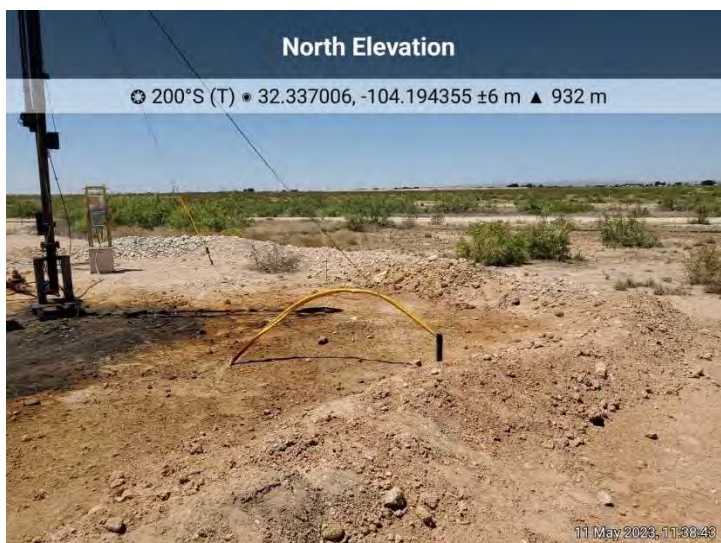 North Elevation
200°S (T) ● 32.337006, -104.194355 ±6 m ▲ 932 m
11 May 2023, 11:38:43